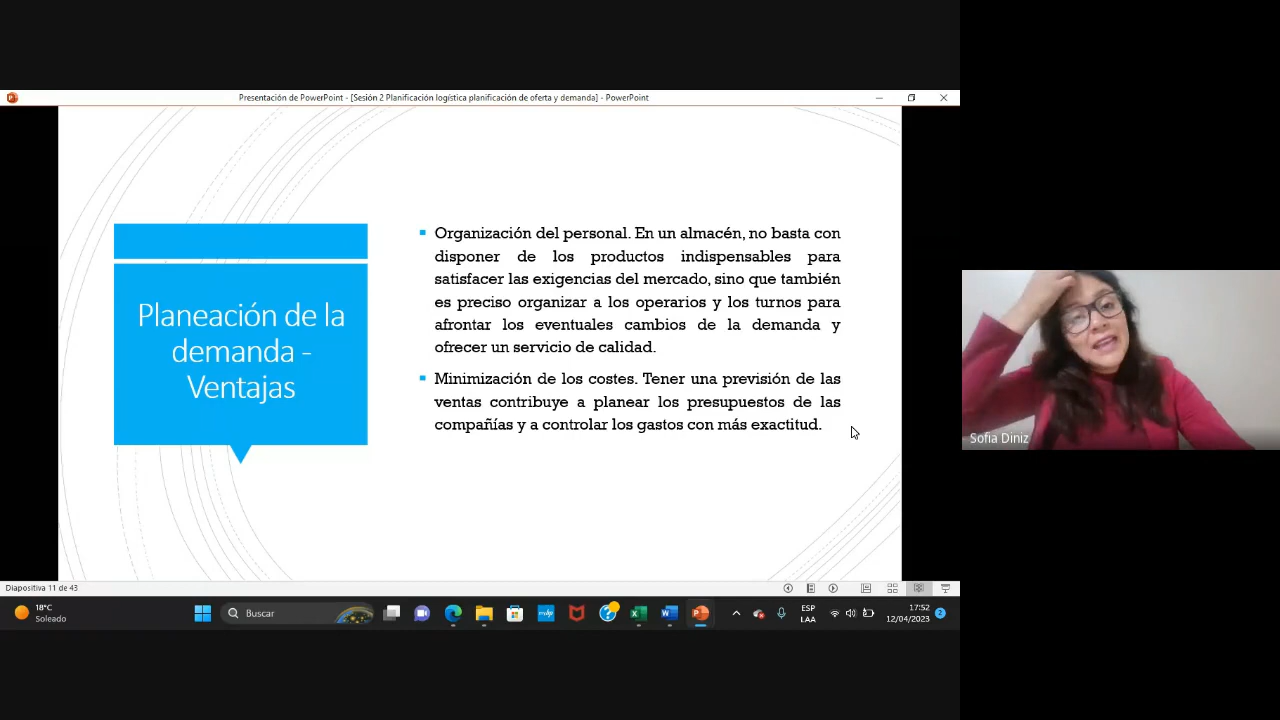 Presentación de PowerPoint - [Sesión 2 Planificación logística planificación de oferta y demanda] - PowerPoint
Planeación de la
demanda -
Ventajas
Organización del personal. En un almacén, no basta con
disponer de los productos indispensables para
satisfacer las exigencias del mercado, sino que también
es preciso organizar a los operarios y los turnos para
afrontar los eventuales cambios de la demanda y
ofrecer un servicio de calidad.
Minimización de los costes. Tener una previsión de las
ventas contribuye a planear los presupuestos de las
compañías y a controlar los gastos con más exactitud.
Sofia Diniz
Diapositiva 11 de 43
18°C
Soleado
Buscar
ESP
LAA
17:52
12/04/2023
2